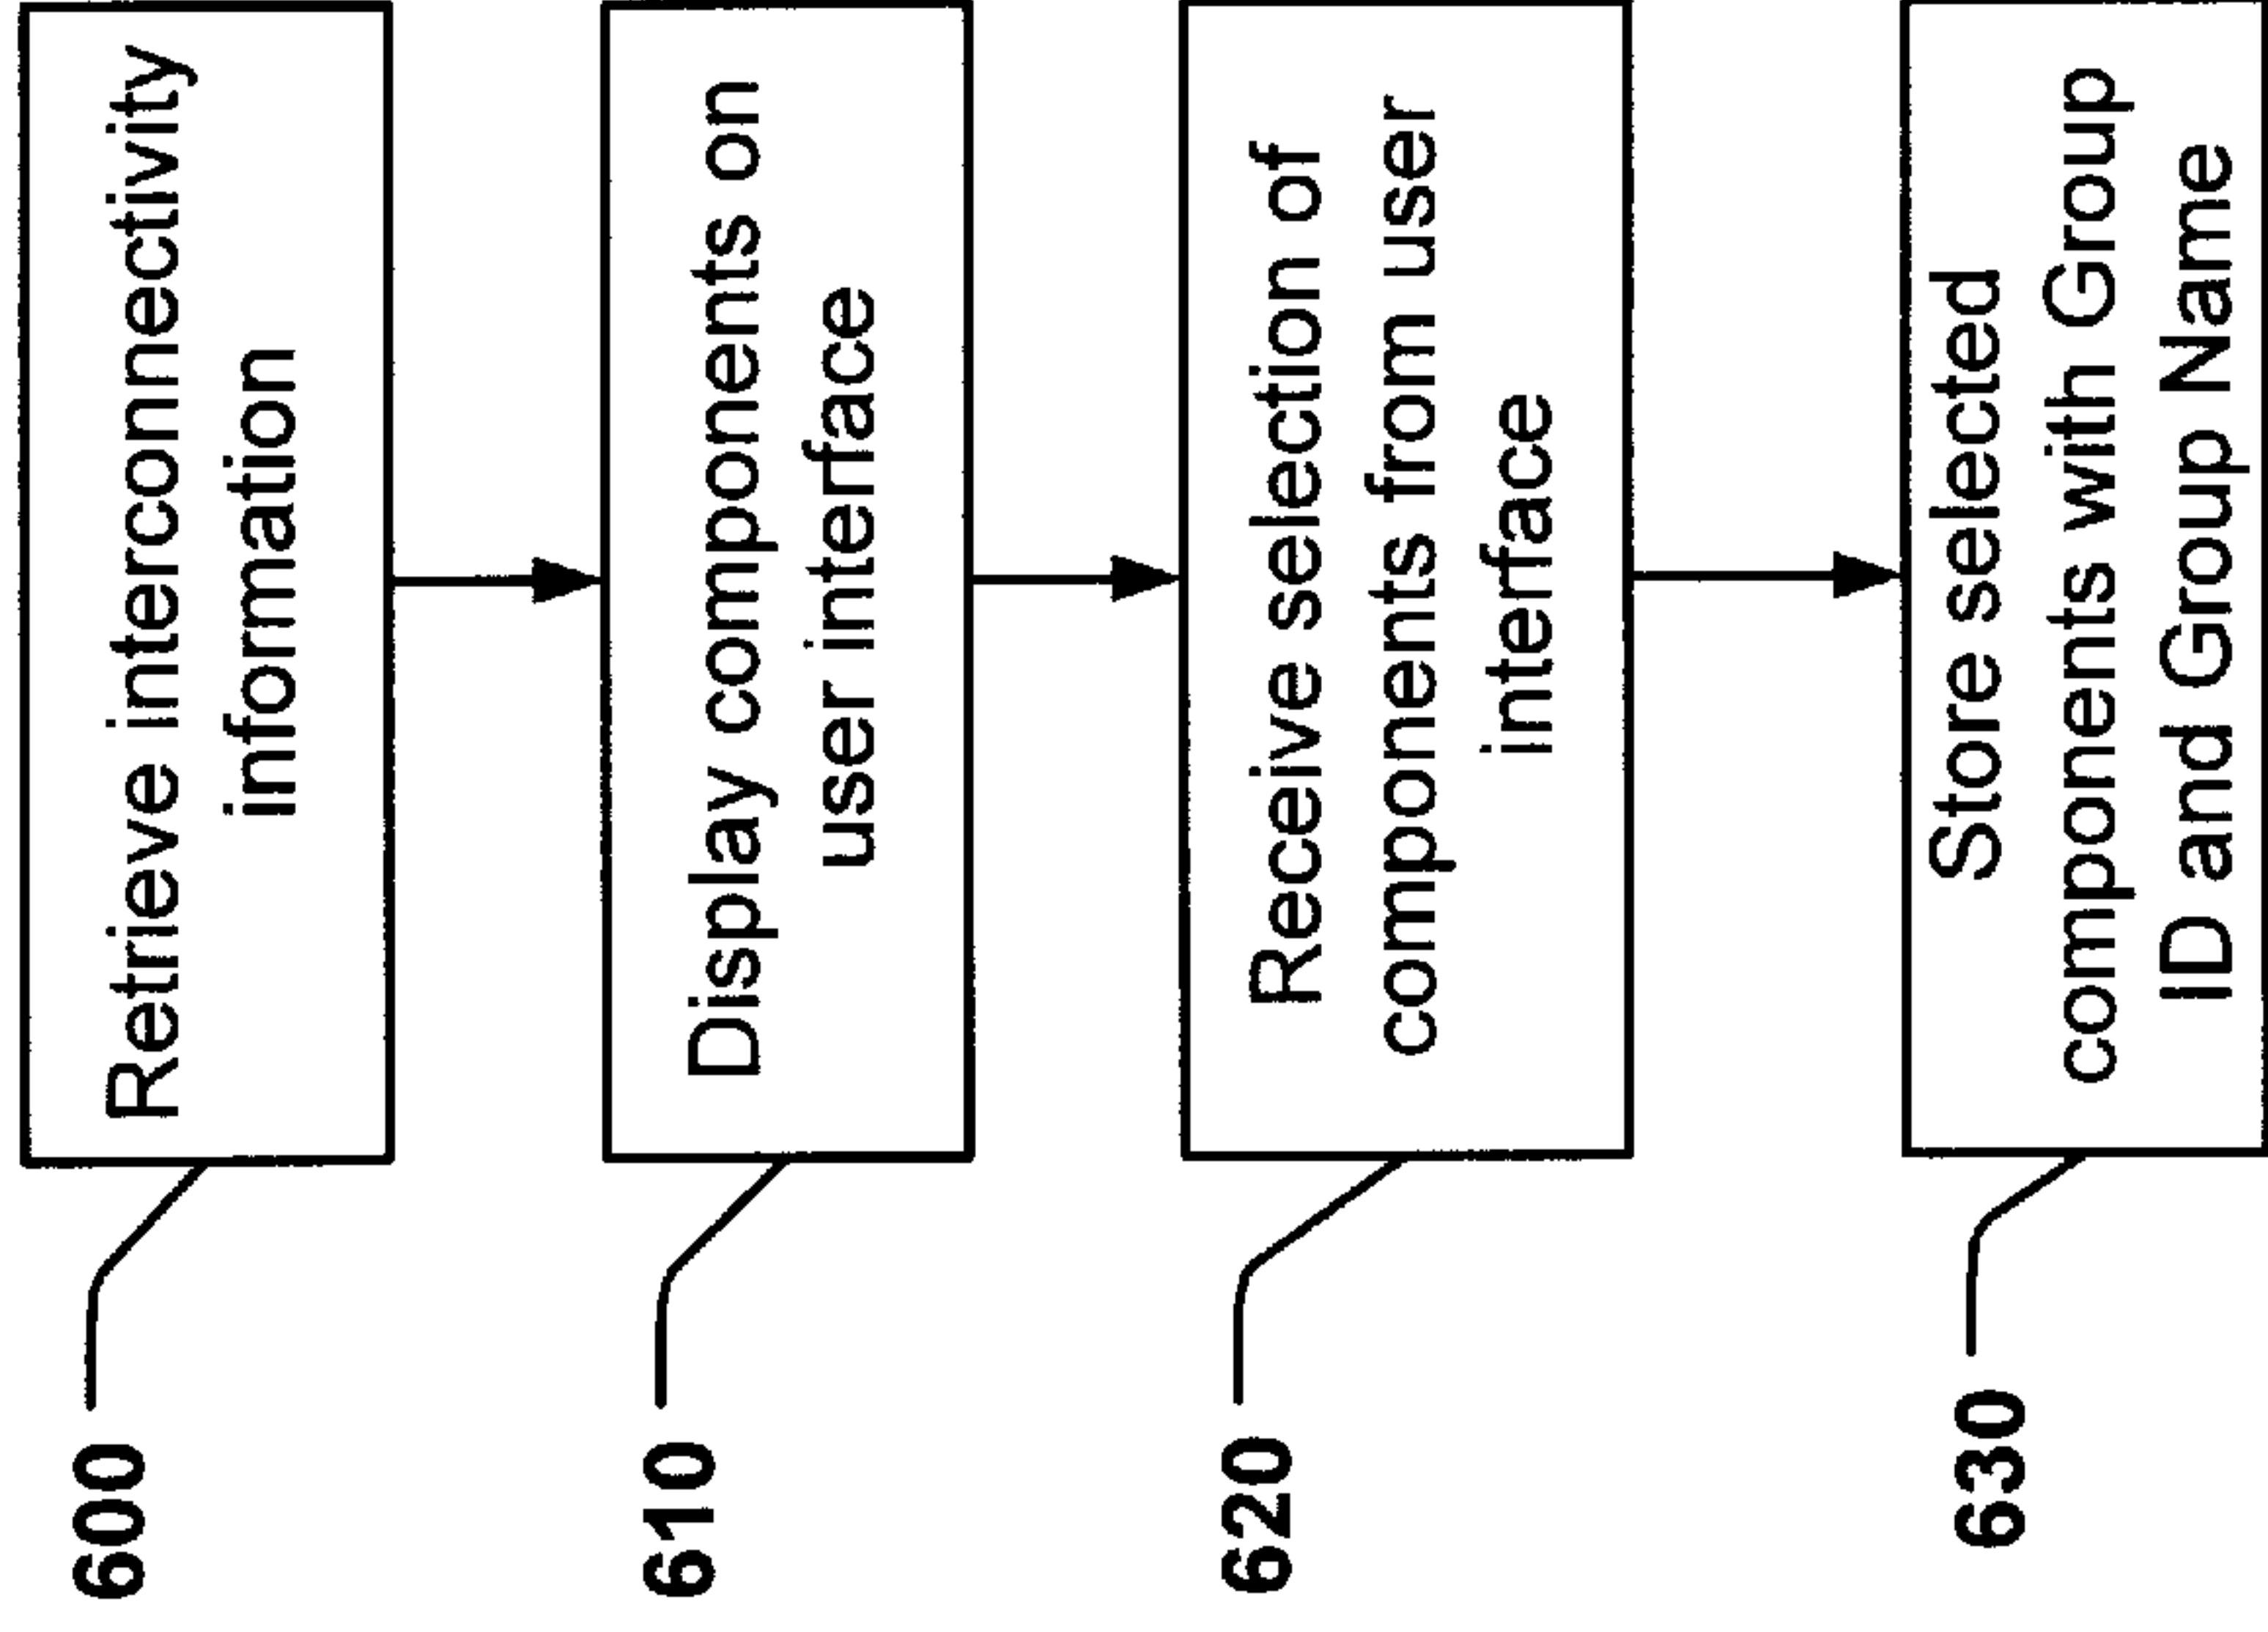 600
Retrieve interconnectivity
information
610
Display components on
user interface
620
Receive selection of
components from user
interface
630
Store selected
components with Group
ID and Group Name